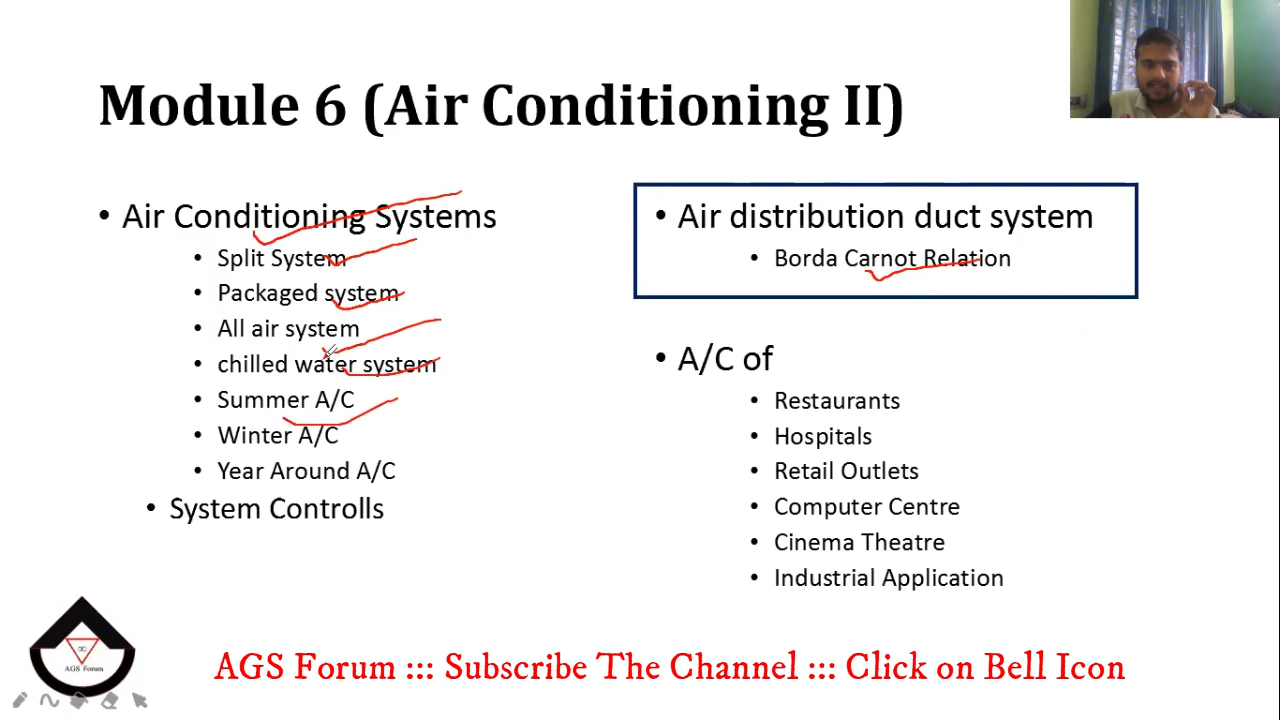 Module 6 (Air Conditioning II)
• Air Conditioning Systems
• Split System
• Packaged system
• All air system
• chilled water system
• Summer A/C
• Winter A/C
• Year Around A/C
• System Controlls
• Air distribution duct system
• Borda Carnot Relation
• A/C of
• Restaurants
• Hospitals
• Retail Outlets
• Computer Centre
• Cinema Theatre
• Industrial Application
∞
AGS Forum
AGS Forum ::: Subscribe The Channel ::: Click on Bell Icon